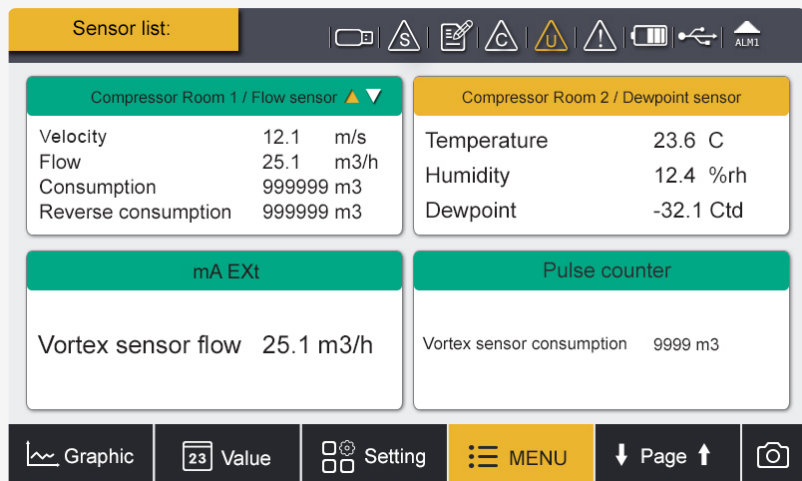 Sensor list:
S C U ALM1
Compressor Room 1 / Flow sensor
Velocity 12.1 m/s
Flow 25.1 m3/h
Consumption 999999 m3
Reverse consumption 999999 m3
Compressor Room 2 / Dewpoint sensor
Temperature 23.6 C
Humidity 12.4 %rh
Dewpoint -32.1 Ctd
mA EXt
Vortex sensor flow 25.1 m3/h
Pulse counter
Vortex sensor consumption 9999 m3
Graphic 23 Value Setting MENU Page